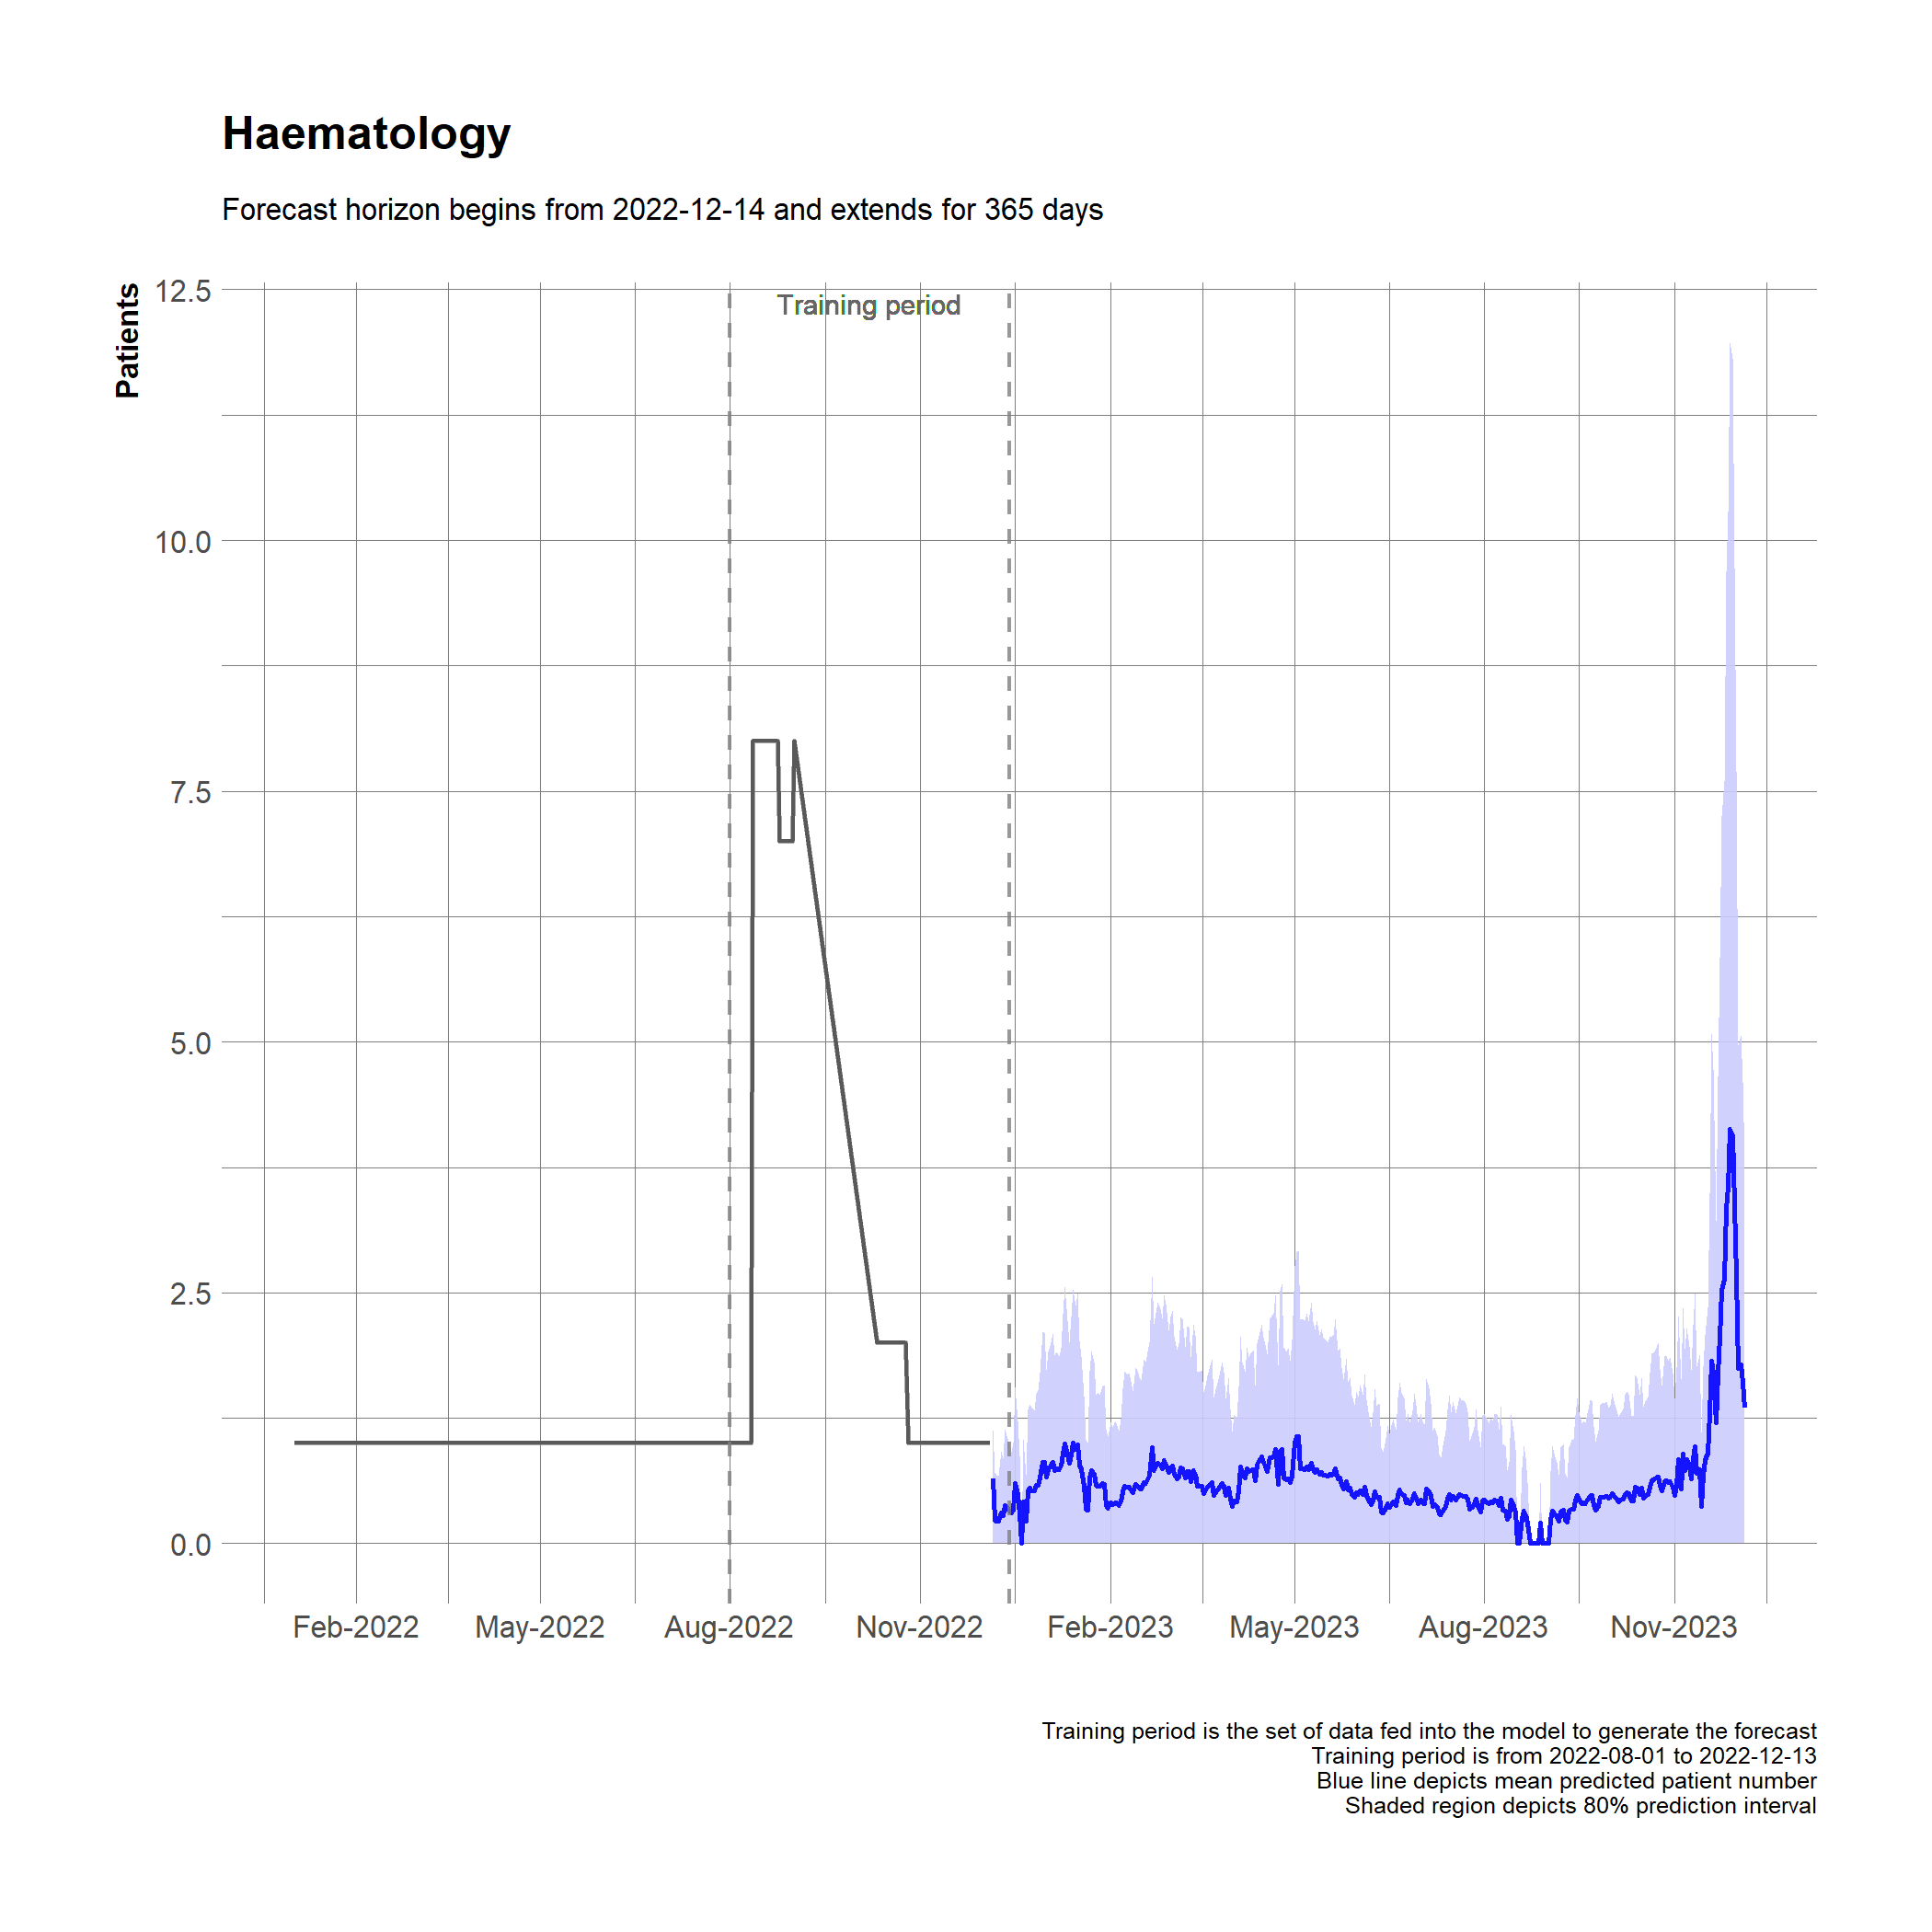 Haematology
Forecast horizon begins from 2022-12-14 and extends for 365 days
Patients
12.5
Training period
10.0
7.5
5.0
2.5
0.0
Feb-2022 May-2022 Aug-2022 Nov-2022 Feb-2023 May-2023 Aug-2023 Nov-2023
Training period is the set of data fed into the model to generate the forecast
Training period is from 2022-08-01 to 2022-12-13
Blue line depicts mean predicted patient number
Shaded region depicts 80% prediction interval